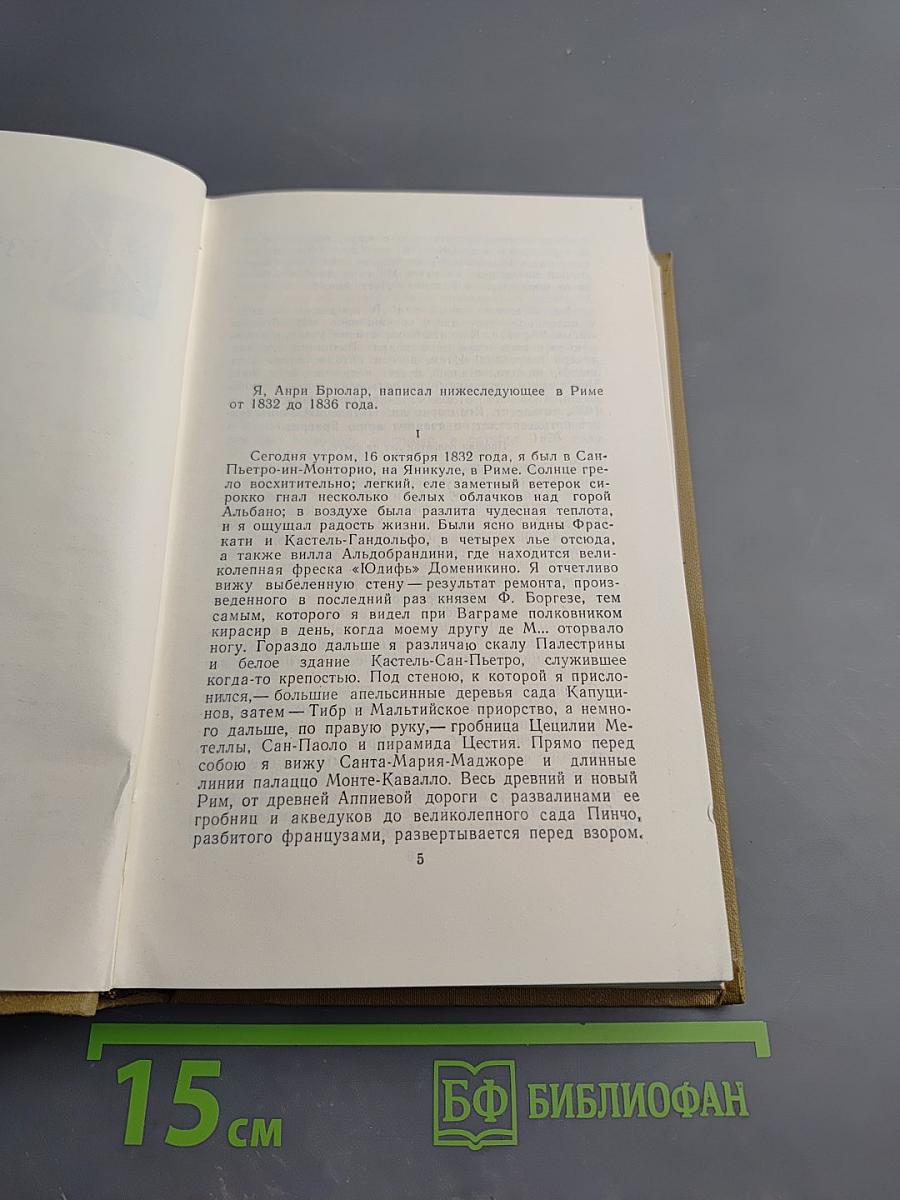 Я, Анри Брюлар, написал нижеследующее в Риме
от 1832 до 1836 года.
I
Сегодня утром, 16 октября 1832 года, я был в Сан-
Пьетро-ин-Монторио, на Яникуле, в Риме. Солнце гре-
ло восхитительно; легкий, еле заметный ветерок си-
рокко гнал несколько белых облачков над горой
Альбано; в воздухе была разлита чудесная теплота,
и я ощущал радость жизни. Были ясно видны Фрас-
кати и Кастель-Гандольфо, в четырех лье отсюда,
а также вилла Альдобрандини, где находится вели-
колепная фреска «Юдифь» Доменикино. Я отчетливо
вижу выбеленную стену — результат ремонта, произ-
веденного в последний раз князем Ф. Боргезе, тем
самым, которого я видел при Ваграме полковником
кирасир в день, когда моему другу де М... оторвало
ногу. Гораздо дальше я различаю скалу Палестрины
и белое здание Кастель-Сан-Пьетро, служившее
когда-то крепостью. Под стеною, к которой я присло-
нился,— большие апельсинные деревья сада Капуци-
нов, затем — Тибр и Мальтийское приорство, а немно-
го дальше, по правую руку,— гробница Цецилии Ме-
теллы, Сан-Паоло и пирамида Цестия. Прямо перед
собою я вижу Санта-Мария-Маджоре и длинные
линии палаццо Монте-Кавалло. Весь древний и новый
Рим, от древней Аппиевой дороги с развалинами ее
гробниц и акведуков до великолепного сада Пинчо,
разбитого французами, развертывается перед взором.
5
15 см
БФ БИБЛИОФАН